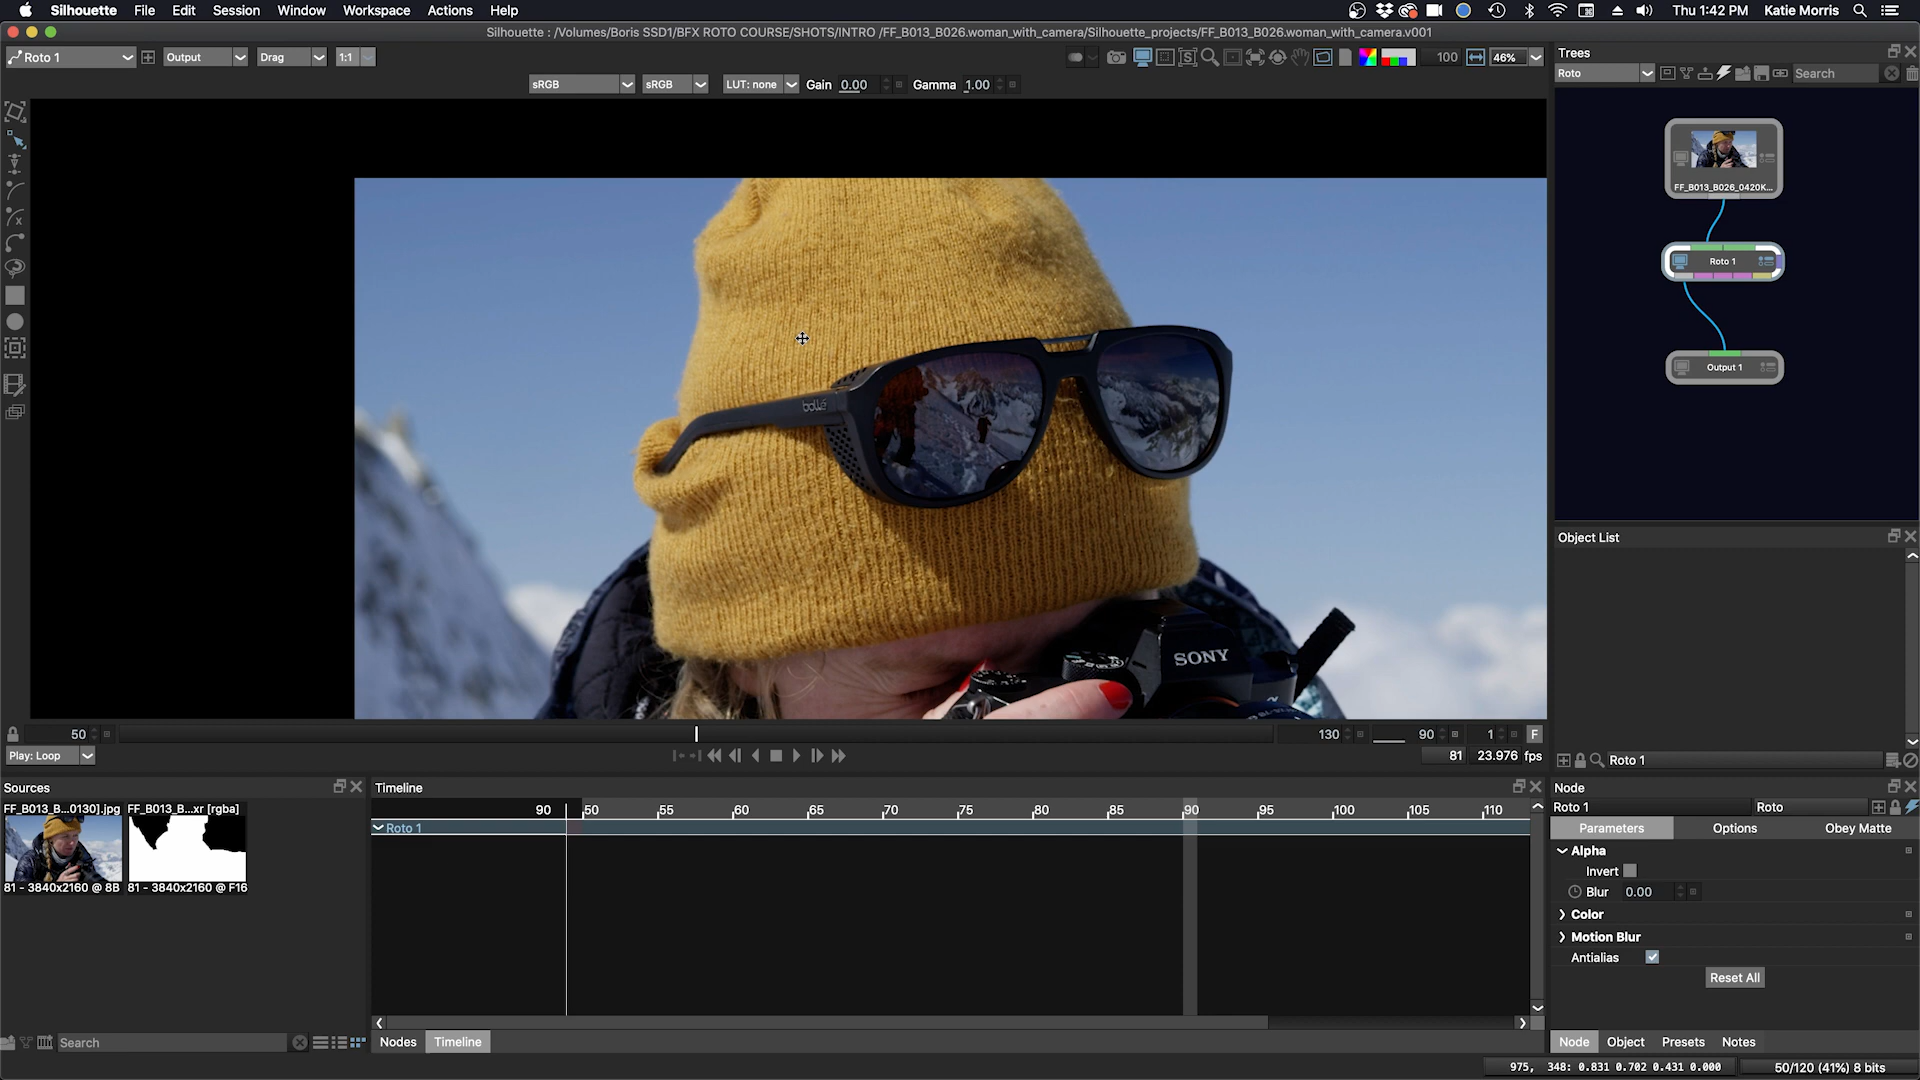 Silhouette File Edit Session Window Workspace Actions Help Thu 1:42 PM Katie Morris
Silhouette : /Volumes/Boris SSD1/BFX ROTO COURSE/SHOTS/INTRO /FF_B013_B026.woman_with_camera/Silhouette_projects/FF_B013_B026.woman_with_camera.v001
Roto 1 Output Drag 1:1 100 46%
sRGB sRGB LUT: none Gain 0.00 Gamma 1.00
Trees
Roto Search
FF_B013_B026_0420K...
Roto 1
Output 1
bollé
SONY
α
Object List
Roto 1
50 130 90 1 F
Play: Loop 81 23.976 fps
Sources
FF_B013_B...0130].jpg FF_B013_B...xr [rgba]
81 - 3840x2160 @ 8B 81 - 3840x2160 @ F16
Search
Timeline
90 50 55 60 65 70 75 80 85 90 95 100 105 110
Roto 1
Nodes Timeline
Node
Roto 1 Roto
Parameters Options Obey Matte
Alpha
Invert
Blur 0.00
Color
Motion Blur
Antialias
Reset All
Node Object Presets Notes
975, 348: 0.831 0.702 0.431 0.000 50/120 (41%) 8 bits